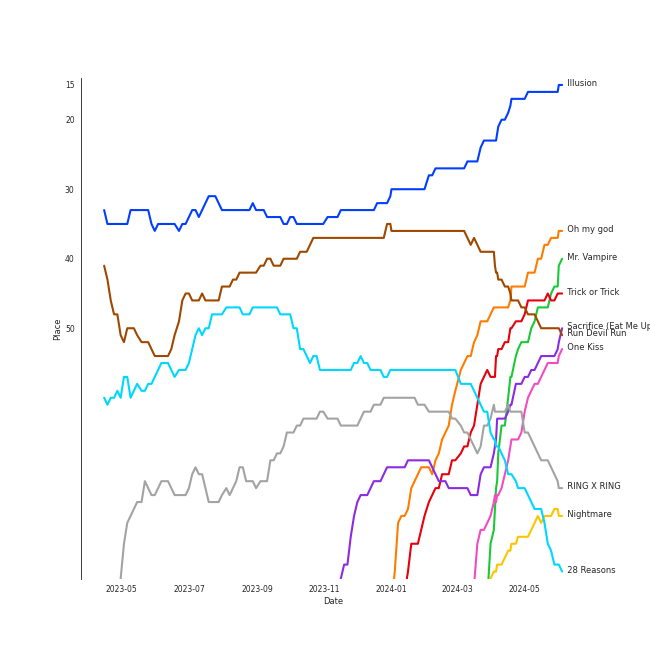 15
20
30
40
50
Place
Illusion
Oh my god
Mr. Vampire
Trick or Trick
Sacrifice (Eat Me Up
Run Devil Run
One Kiss
RING X RING
Nightmare
28 Reasons
2023-05
2023-07
2023-09
2023-11
2024-01
2024-03
2024-05
Date